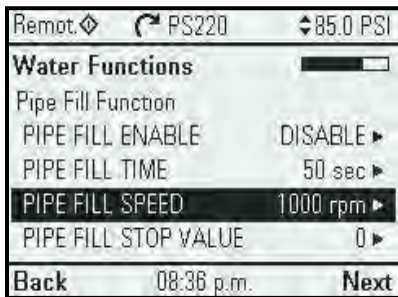 Remot. PS220 85.0 PSI
Water Functions
Pipe Fill Function
PIPE FILL ENABLE DISABLE
PIPE FILL TIME 50 sec
PIPE FILL SPEED 1000 rpm
PIPE FILL STOP VALUE 0
Back 08:36 p.m. Next